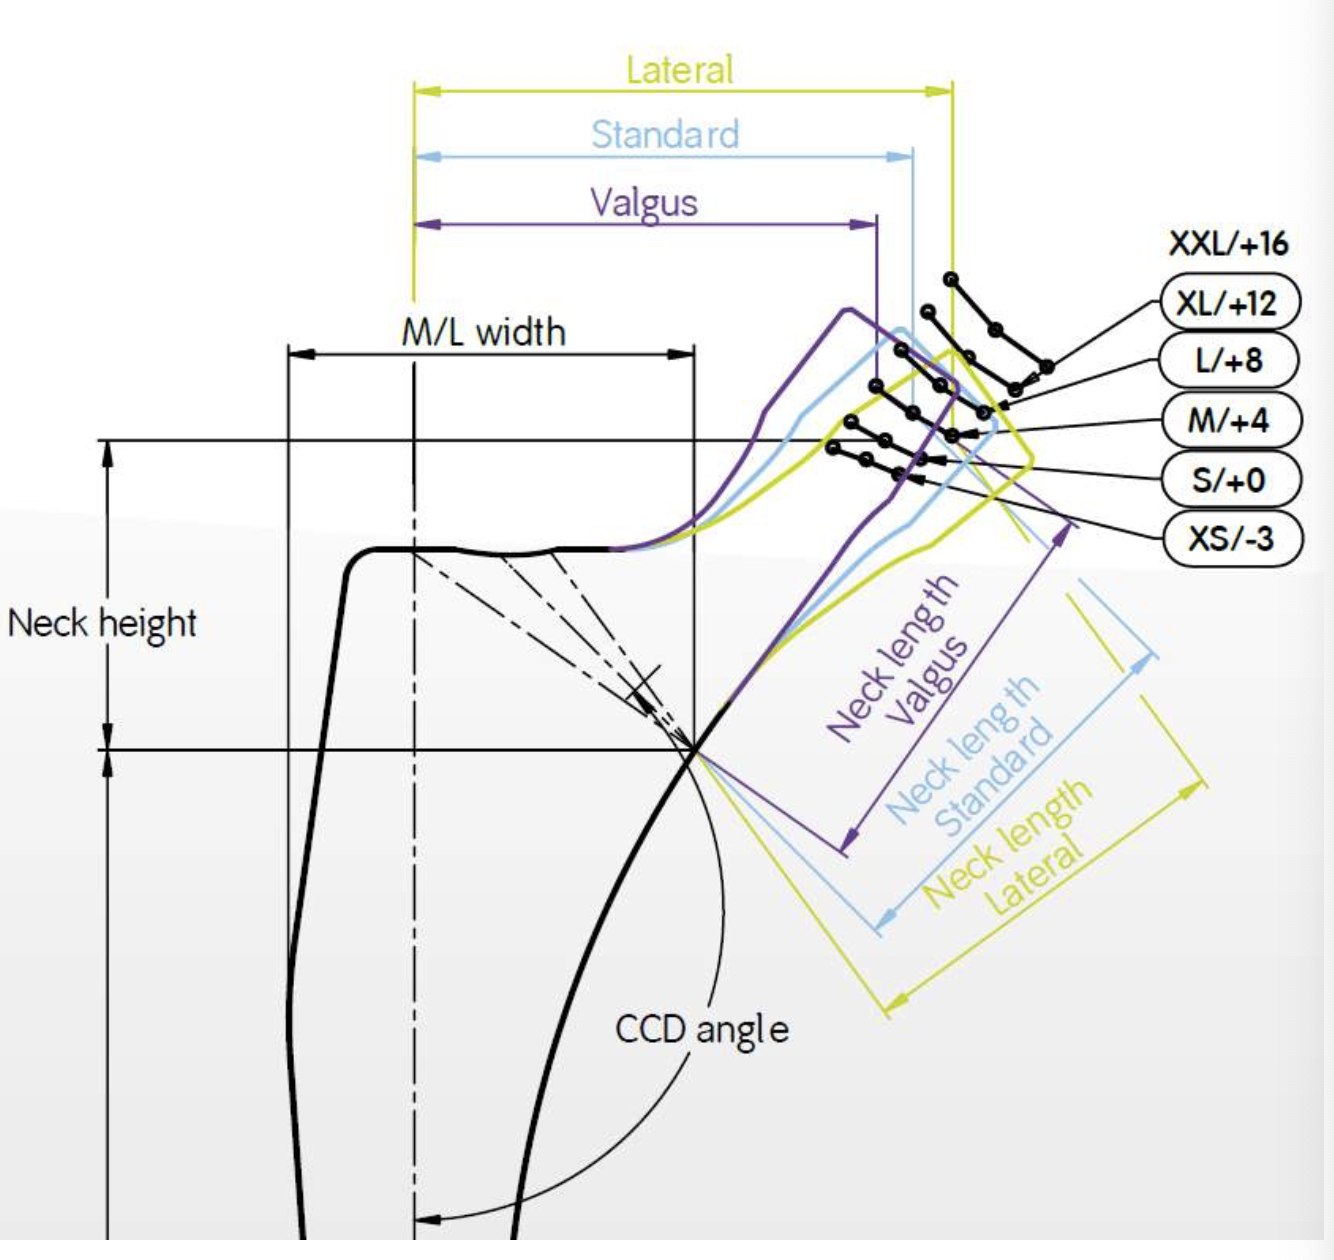 Lateral
Standard
Valgus
XXL/+16
XL/+12
M/L width
L/+8
M/+4
S/+0
XS/-3
Neck height
Neck length
Valgus
Neck length
Standard
Neck length
Lateral
CCD angle